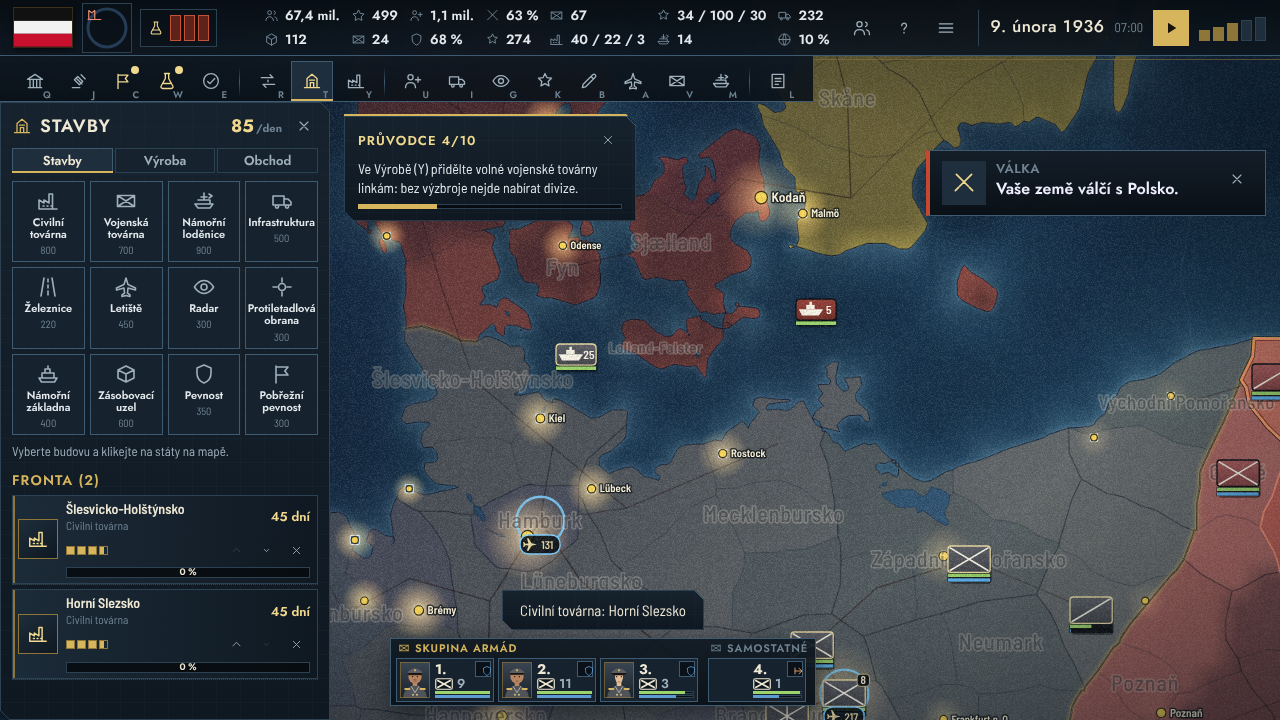 67,4 mil.
499
1,1 mil.
63 %
67
34 / 100 / 30
232
112
24
68 %
274
40 / 22 / 3
14
10 %
?
9. února 1936
07:00
Q
J
C
W
E
R
T
Y
U
I
G
K
B
A
V
M
L
STAVBY
85 /den
Stavby
Výroba
Obchod
Civilní továrna
800
Vojenská továrna
700
Námořní loděnice
900
Infrastruktura
500
Železnice
220
Letiště
450
Radar
300
Protiletadlová obrana
300
Námořní základna
400
Zásobovací uzel
600
Pevnost
350
Pobřežní pevnost
300
Vyberte budovu a klikejte na státy na mapě.
FRONTA (2)
Šlesvicko-Holštýnsko
Civilní továrna
45 dní
0 %
Horní Slezsko
Civilní továrna
45 dní
0 %
PRŮVODCE 4/10
Ve Výrobě (Y) přidělte volné vojenské továrny
linkám: bez výzbroje nejde nabírat divize.
VÁLKA
Vaše země válčí s Polskem.
Skåne
Kodaň
Malmö
Odense
Sjælland
Fyn
5
25
Lolland-Falster
Šlesvicko-Holštýnsko
Východní Pomořansko
Kiel
Rostock
Lübeck
Hamburk
131
Mecklenbursko
Lünebursko
Brémy
Neumark
Poznaň
Poznaň
Civilní továrna: Horní Slezsko
SKUPINA ARMÁD
SAMOSTATNÉ
1.
9
2.
11
3.
3
4.
1
8
217
Hannoversko
Frankfurt n. O.